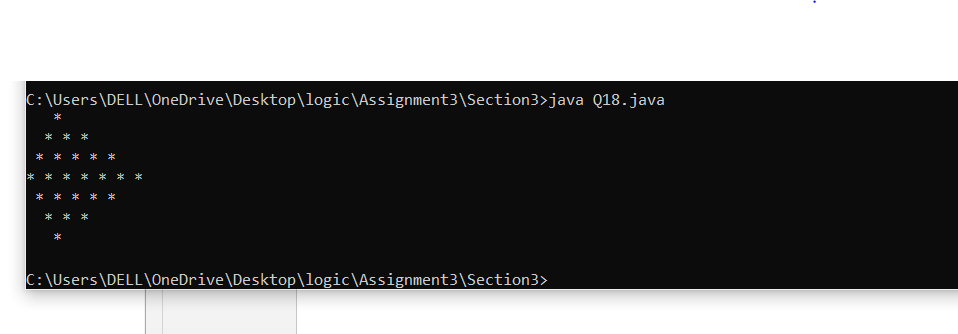 C:\Users\DELL\OneDrive\Desktop\logic\Assignment3\Section3>java Q18.java
   *
  * * *
 * * * * *
* * * * * * *
 * * * * *
  * * *
   *
C:\Users\DELL\OneDrive\Desktop\logic\Assignment3\Section3>